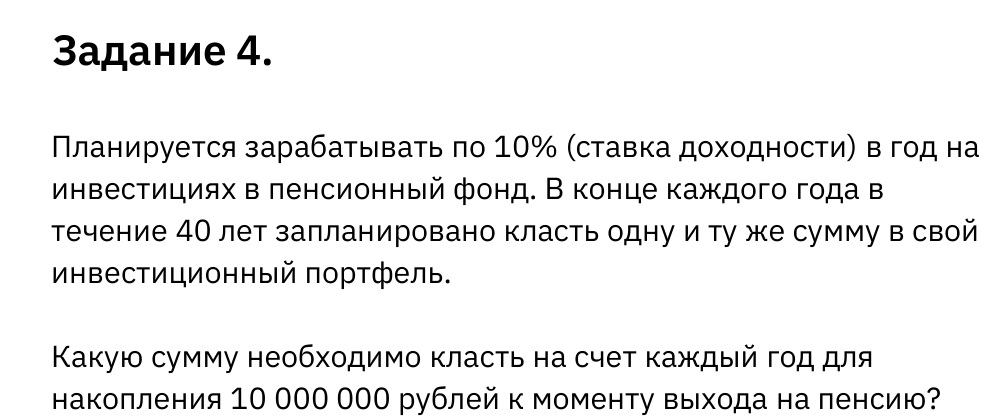 Задание 4.
Планируется зарабатывать по 10% (ставка доходности) в год на
инвестициях в пенсионный фонд. В конце каждого года в
течение 40 лет запланировано класть одну и ту же сумму в свой
инвестиционный портфель.
Какую сумму необходимо класть на счет каждый год для
накопления 10 000 000 рублей к моменту выхода на пенсию?